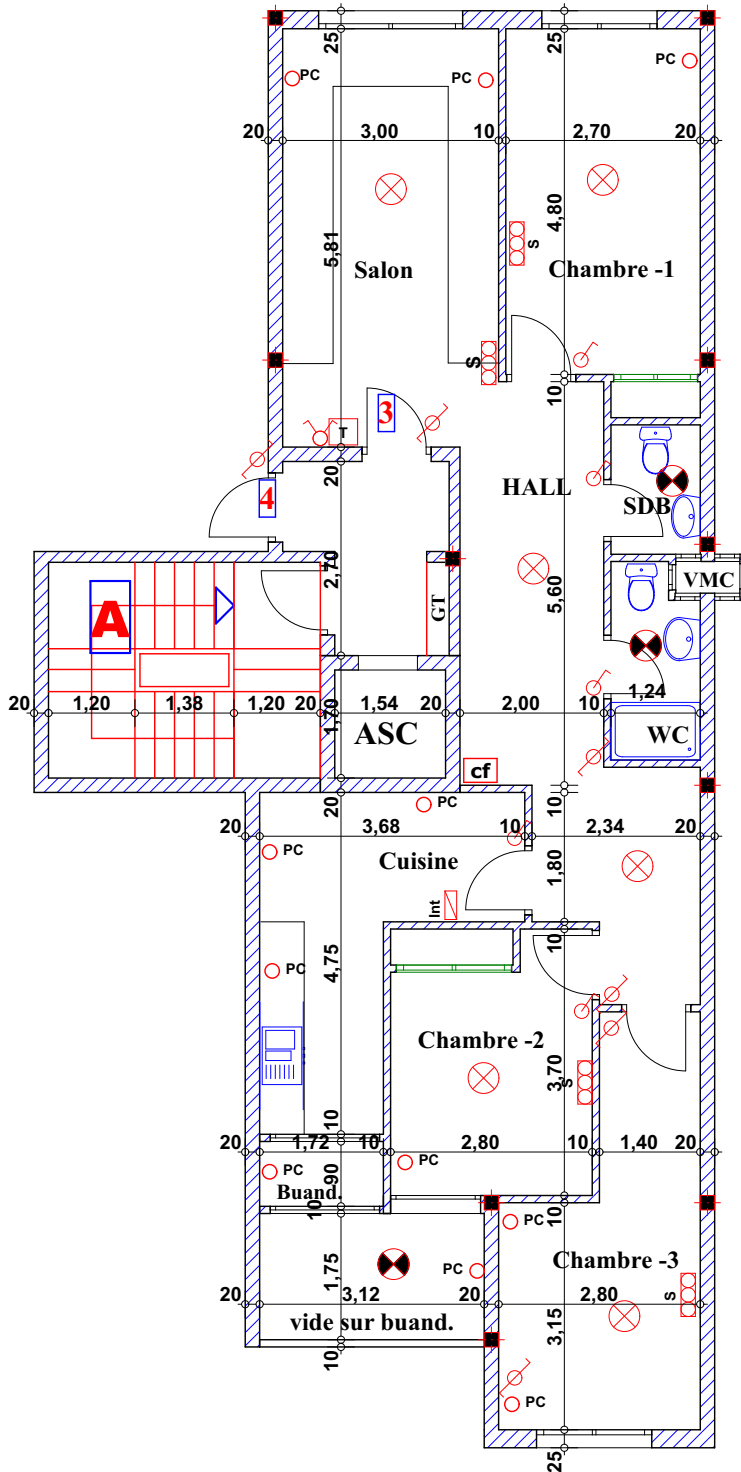 25
25
PC
PC
PC
20
3,00
10
2,70
20
4,80
5,81
S
Salon
Chambre -1
S
10
3
T
20
HALL
4
SDB
2,70
5,60
VMC
GT
A
1,24
20
1,20
1,38
1,20
20
1,70
1,54
20
2,00
10
ASC
WC
cf
20
10
PC
20
3,68
10
2,34
20
PC
Cuisine
1,80
Int
10
PC
4,75
Chambre -2
3,70
S
10
20
1,72
10
2,80
10
1,40
20
PC
PC
90
Buand.
10
10
PC
Chambre -3
PC
1,75
20
3,12
20
2,80
20
S
vide sur buand.
3,15
10
PC
25